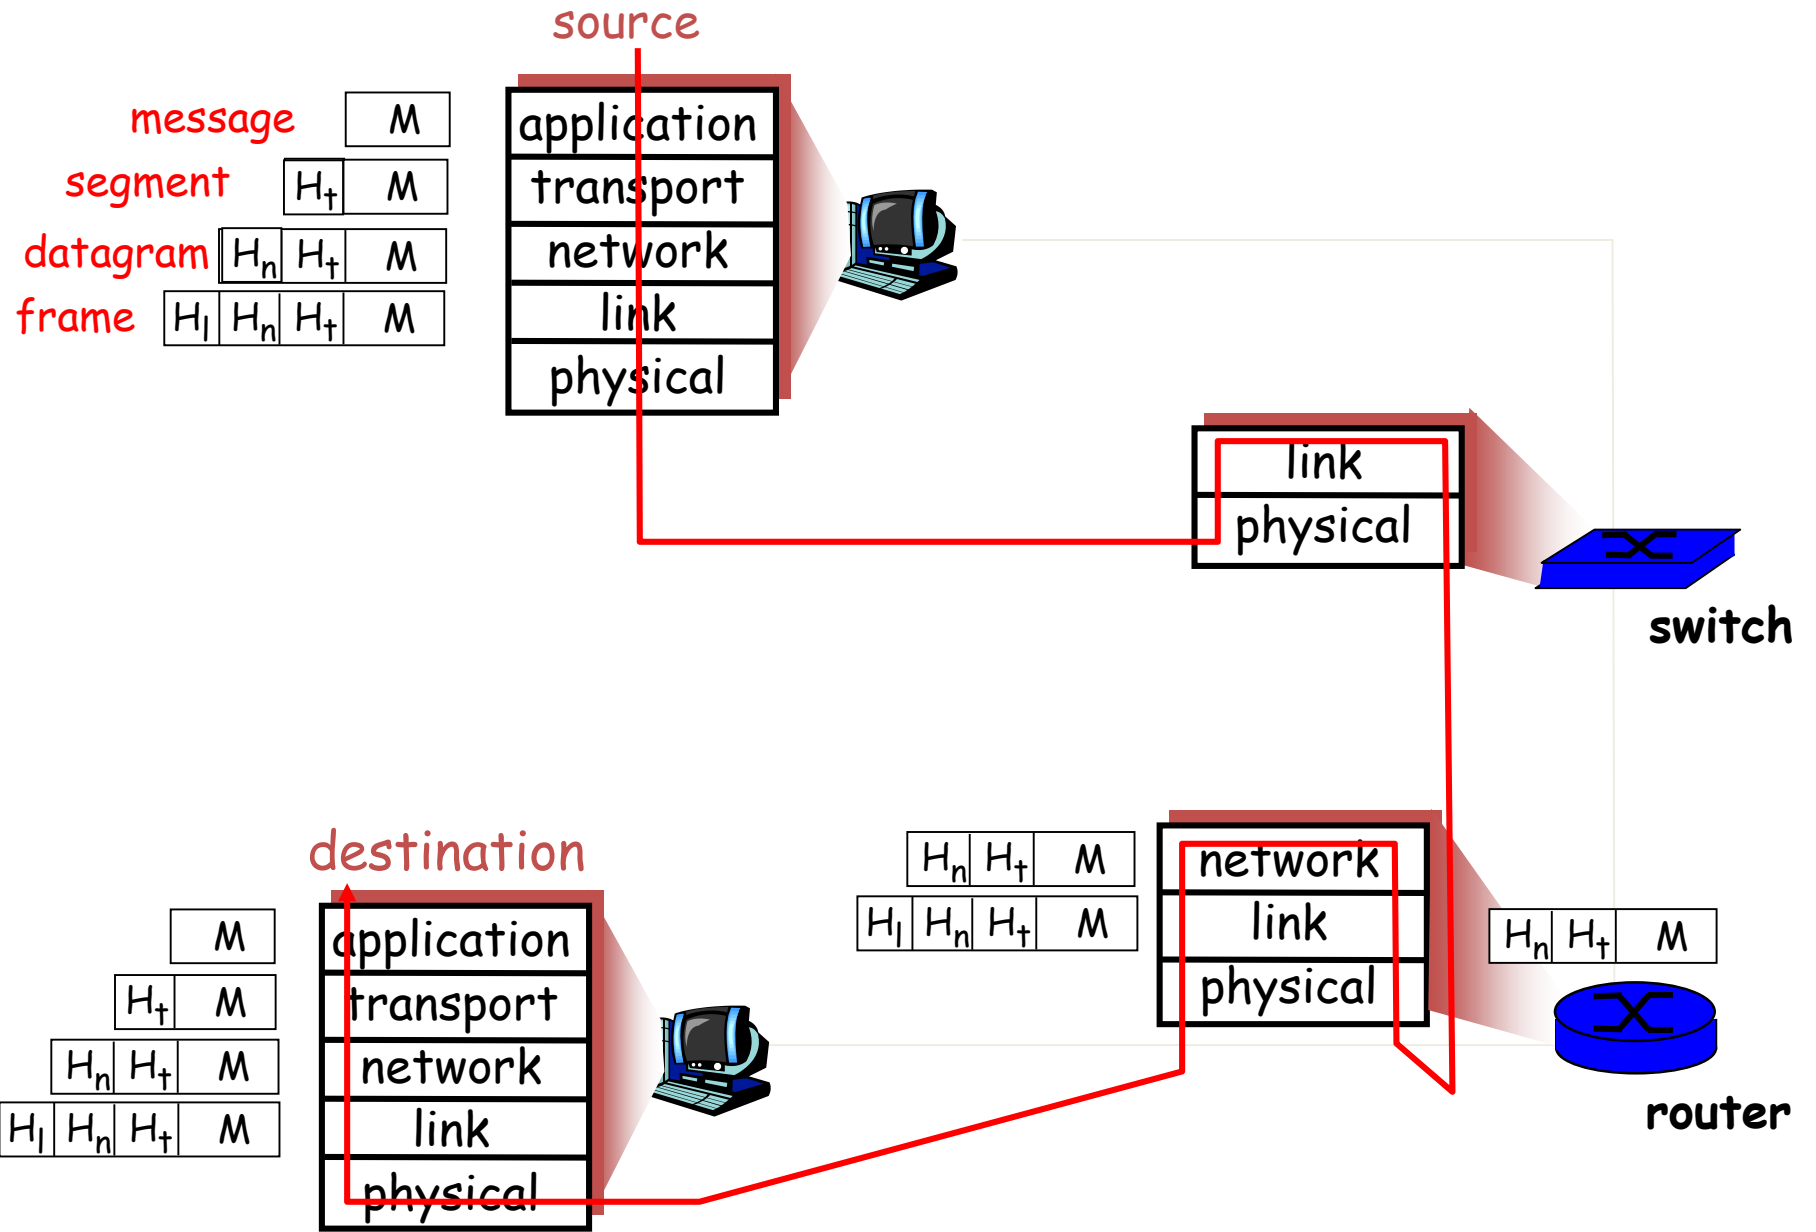 source
message M
segment Ht M
datagram Hn Ht M
frame Hl Hn Ht M
application
transport
network
link
physical
link
physical
switch
destination
M
Ht M
Hn Ht M
Hl Hn Ht M
application
transport
network
link
physical
Hn Ht M
Hl Hn Ht M
network
link
physical
Hn Ht M
router